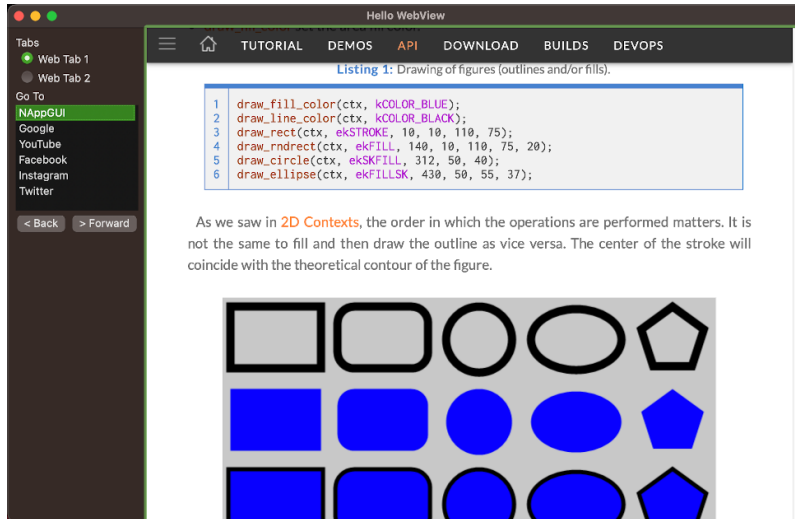 Hello WebView
Tabs
Web Tab 1
Web Tab 2
Go To
NAppGUI
Google
YouTube
Facebook
Instagram
Twitter
< Back
> Forward
draw_fill_color set the area fill color.
TUTORIAL DEMOS API DOWNLOAD BUILDS DEVOPS
Listing 1: Drawing of figures (outlines and/or fills).
1 draw_fill_color(ctx, kCOLOR_BLUE);
2 draw_line_color(ctx, kCOLOR_BLACK);
3 draw_rect(ctx, ekSTROKE, 10, 10, 110, 75);
4 draw_rndrect(ctx, ekFILL, 140, 10, 110, 75, 20);
5 draw_circle(ctx, ekSKFILL, 312, 50, 40);
6 draw_ellipse(ctx, ekFILLSK, 430, 50, 55, 37);
As we saw in 2D Contexts, the order in which the operations are performed matters. It is
not the same to fill and then draw the outline as vice versa. The center of the stroke will
coincide with the theoretical contour of the figure.